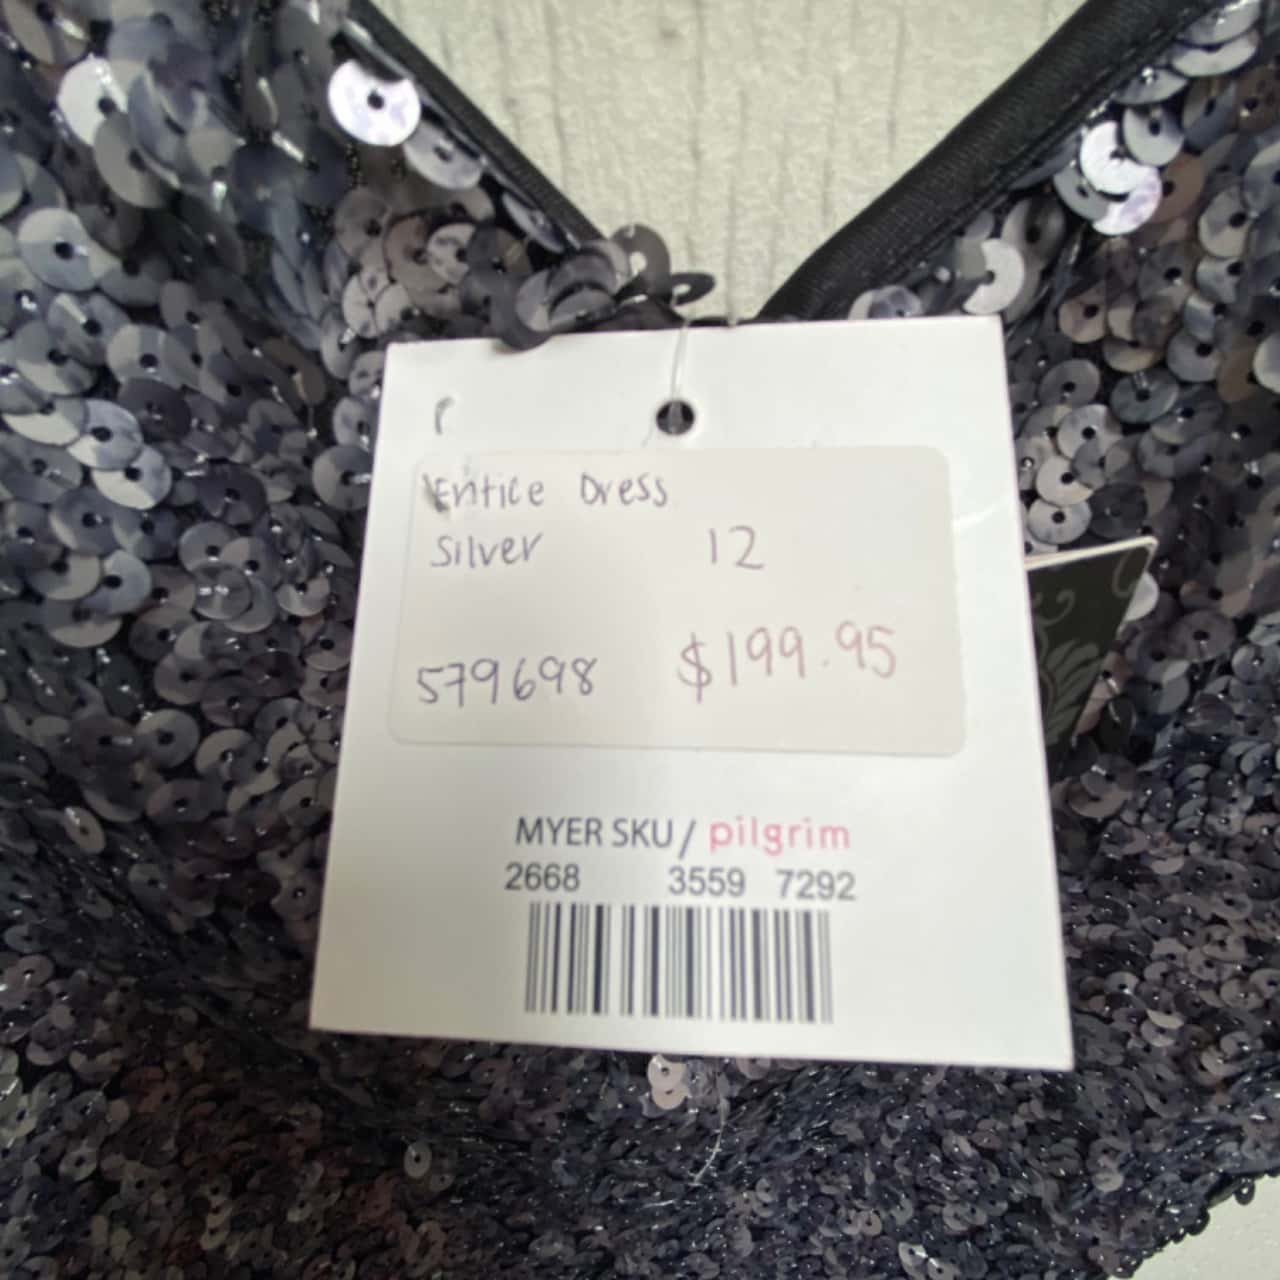 Entice Dress
Silver 12
579698 $199.95
MYER SKU / pilgrim
2668 3559 7292